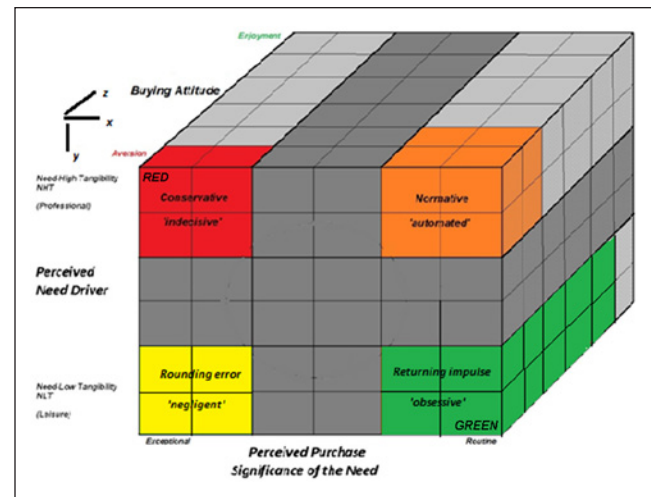 Enjoyment
Buying Attitude
z
x
y
Aversion
Need-High Tangibility
NHT
(Professional)
RED
Conservative
'indecisive'
Normative
'automated'
Perceived
Need Driver
Need-Low Tangibility
NLT
(Leisure)
Rounding error
'negligent'
Returning impulse
'obsessive'
GREEN
Exceptional
Routine
Perceived Purchase
Significance of the Need